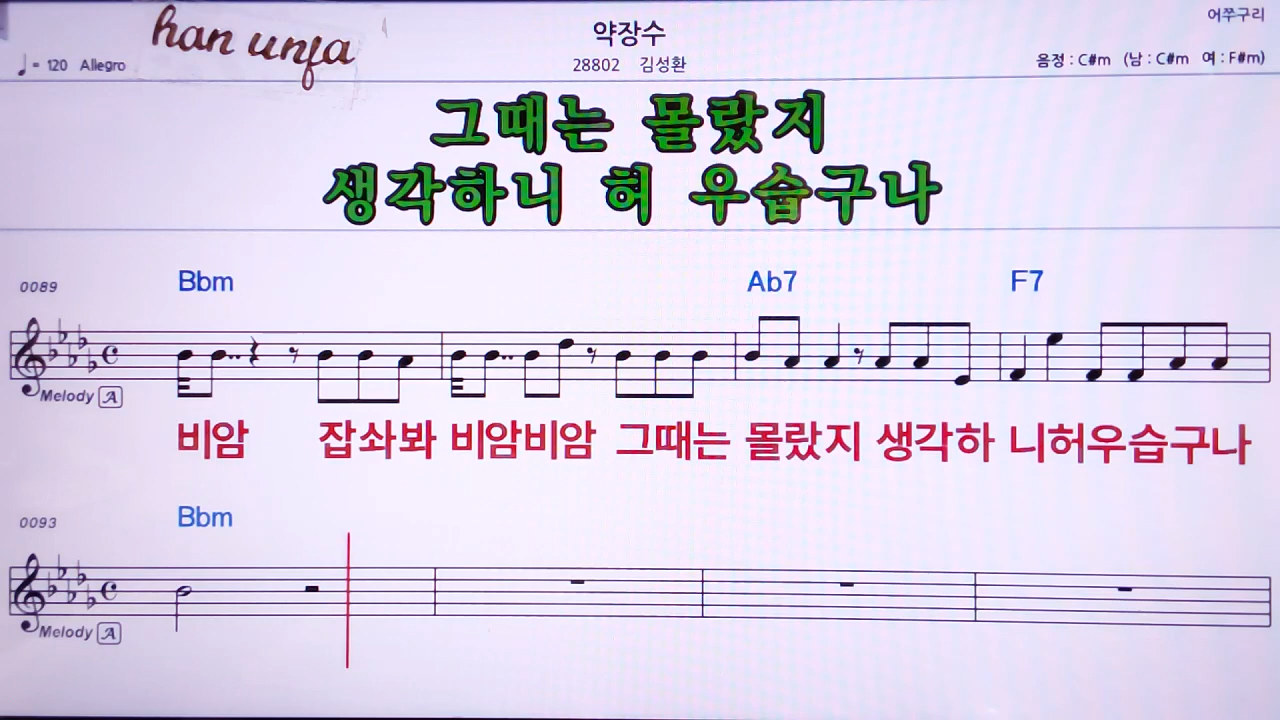 han unja
약장수
어쭈구리
♩= 120 Allegro
28802 김성환
음정 : C#m (남 : C#m 여 : F#m)
그때는 몰랐지
생각하니 허 우습구나
0089 Bbm Ab7 F7
Melody A
비암 잡솨봐 비암비암 그때는 몰랐지 생각하 니허우습구나
0093 Bbm
Melody A